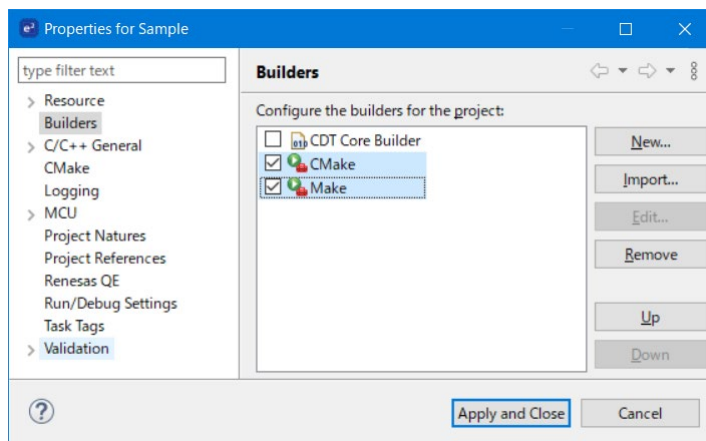 e² Properties for Sample
type filter text
Resource
Builders
C/C++ General
CMake
Logging
MCU
Project Natures
Project References
Renesas QE
Run/Debug Settings
Task Tags
Validation
Builders
Configure the builders for the project:
010 CDT Core Builder
CMake
Make
New...
Import...
Edit...
Remove
Up
Down
?
Apply and Close
Cancel